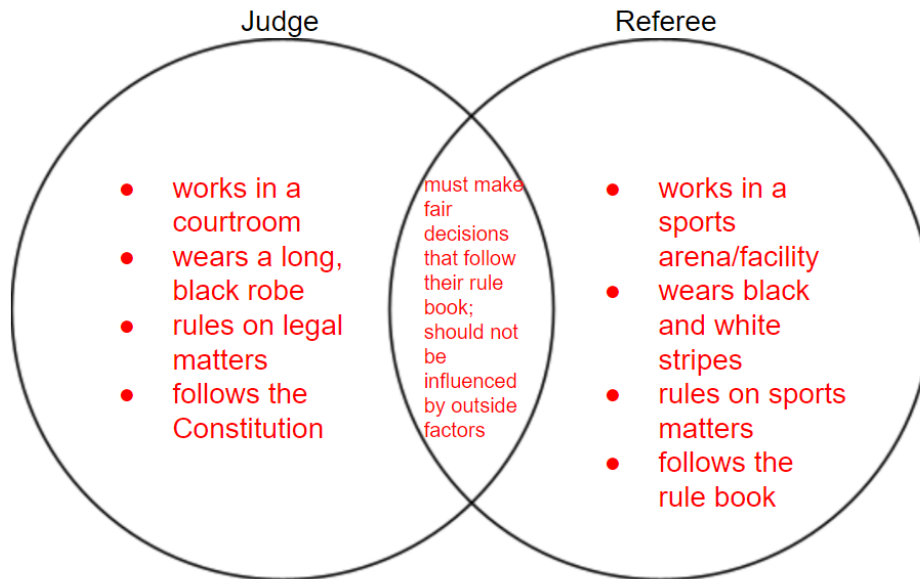 Judge
Referee
● works in a
courtroom
● wears a long,
black robe
● rules on legal
matters
● follows the
Constitution
must make
fair
decisions
that follow
their rule
book;
should not
be
influenced
by outside
factors
● works in a
sports
arena/facility
● wears black
and white
stripes
● rules on sports
matters
● follows the
rule book